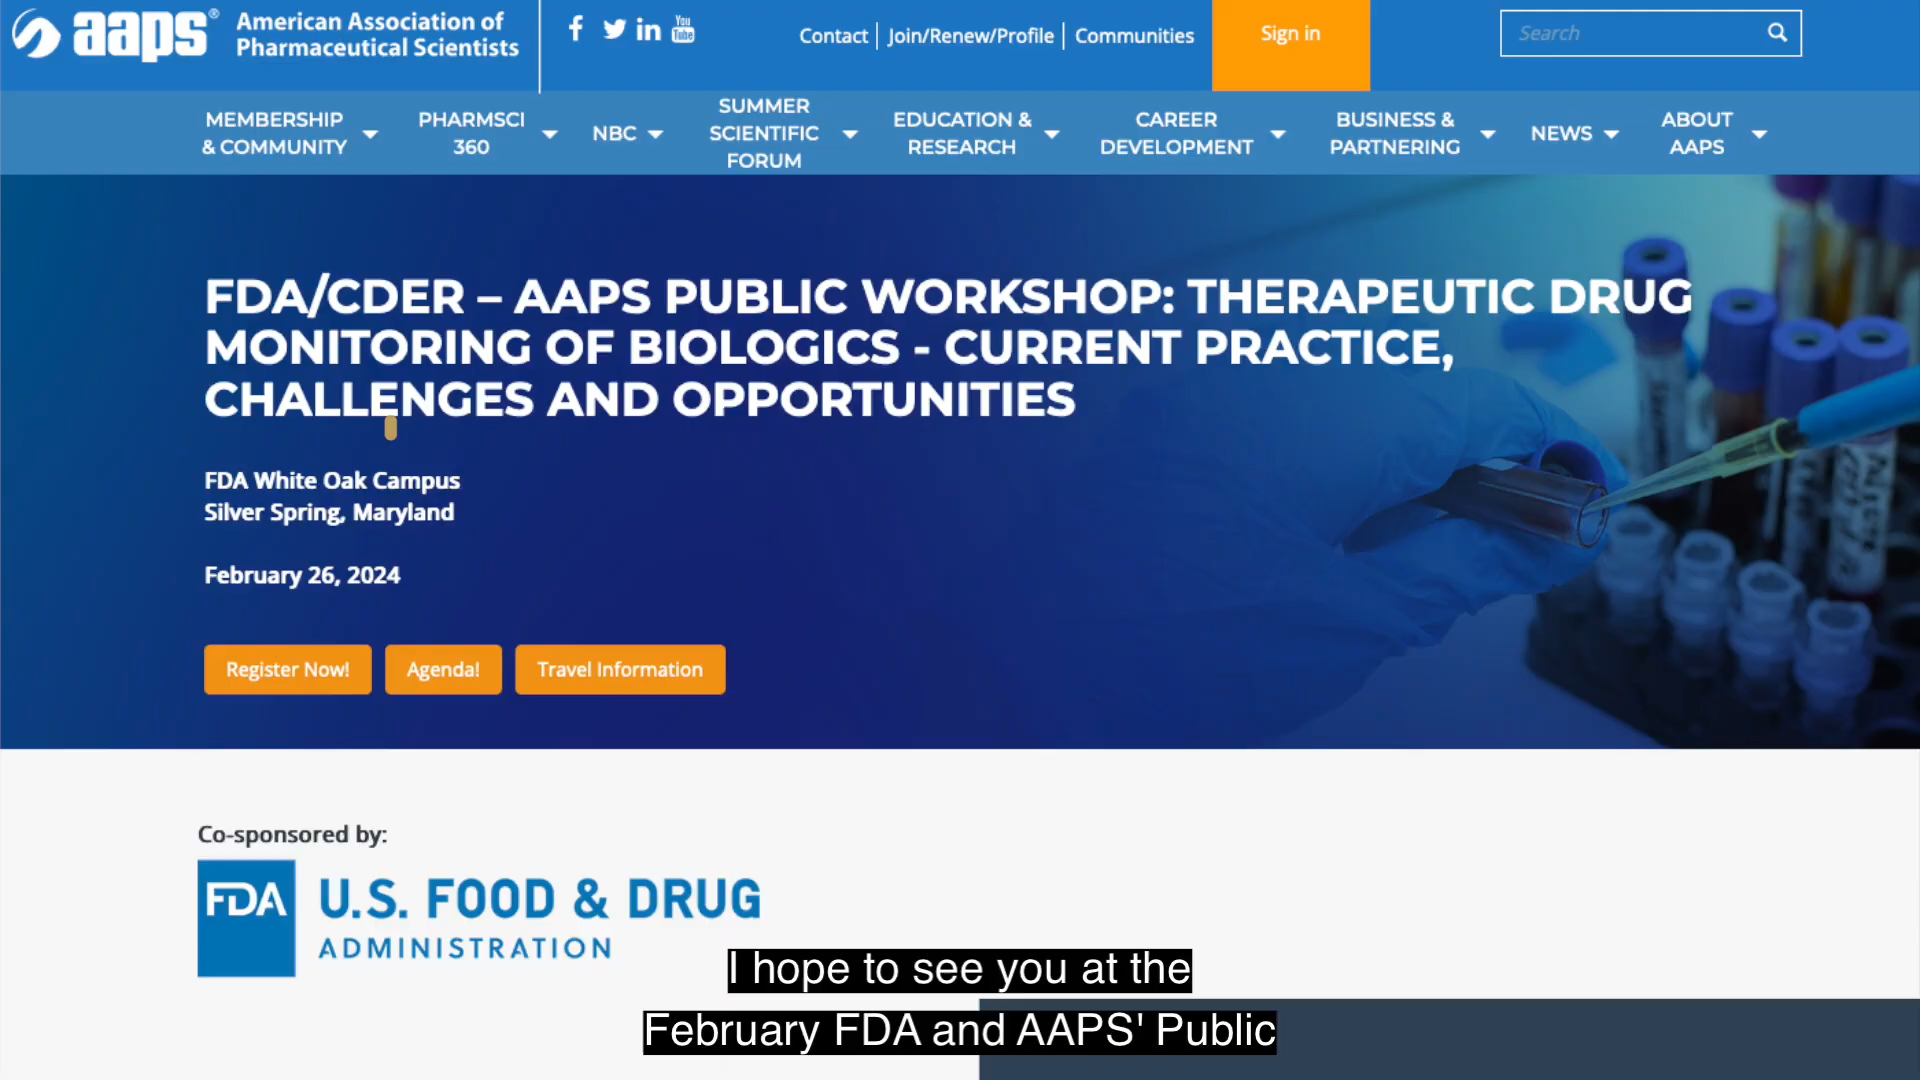 aaps®
American Association of
Pharmaceutical Scientists
You
Tube
Contact
Join/Renew/Profile
Communities
Sign in
Search
MEMBERSHIP
& COMMUNITY
PHARMSCI
360
NBC
SUMMER
SCIENTIFIC
FORUM
EDUCATION &
RESEARCH
CAREER
DEVELOPMENT
BUSINESS &
PARTNERING
NEWS
ABOUT
AAPS
FDA/CDER – AAPS PUBLIC WORKSHOP: THERAPEUTIC DRUG
MONITORING OF BIOLOGICS - CURRENT PRACTICE,
CHALLENGES AND OPPORTUNITIES
FDA White Oak Campus
Silver Spring, Maryland
February 26, 2024
Register Now!
Agenda!
Travel Information
Co-sponsored by:
FDA
U.S. FOOD & DRUG
ADMINISTRATION
I hope to see you at the
February FDA and AAPS' Public